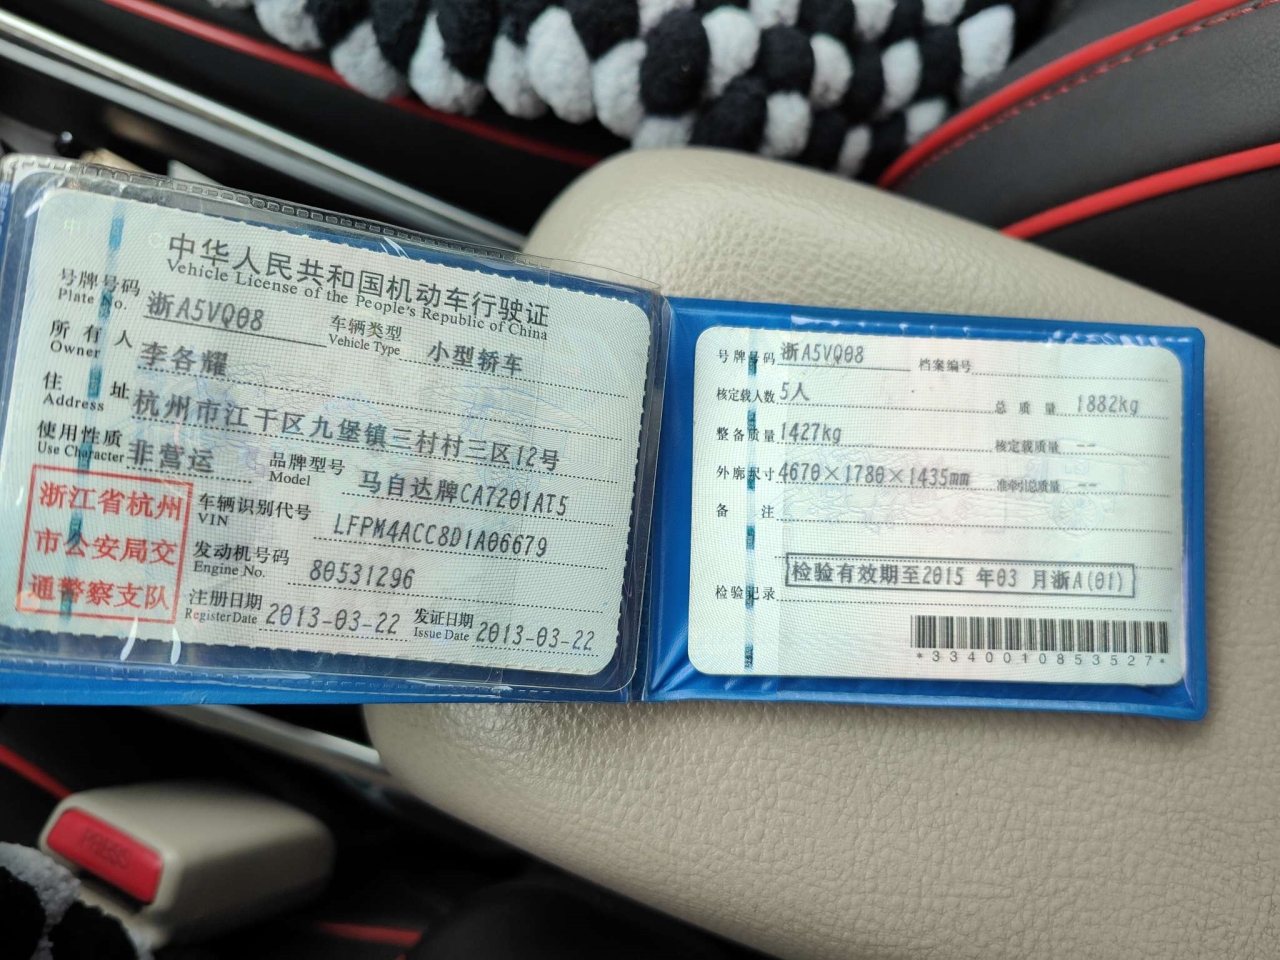 中华人民共和国机动车行驶证
Vehicle License of the People's Republic of China
号牌号码 浙A5VQ08 车辆类型 小型轿车
Plate No. Vehicle Type
所有人 李各耀
Owner
住址 杭州市江干区九堡镇三村村三区12号
Address
使用性质 非营运 品牌型号 马自达牌CA7201AT5
Use Character Model
浙江省杭州
市公安局交
通警察支队
车辆识别代号 LFPM4ACC8D1A06679
VIN
发动机号码 80531296
Engine No.
注册日期 2013-03-22 发证日期 2013-03-22
Register Date Issue Date
号牌号码 浙A5VQ08 档案编号
核定载人数 5人 总质量 1882kg
整备质量 1427kg 核定载质量 --
外廓尺寸 4670×1780×1435mm 准牵引总质量 --
备注
检验有效期至2015 年03 月浙A(01)
检验记录
*3340010853527*
PRESS